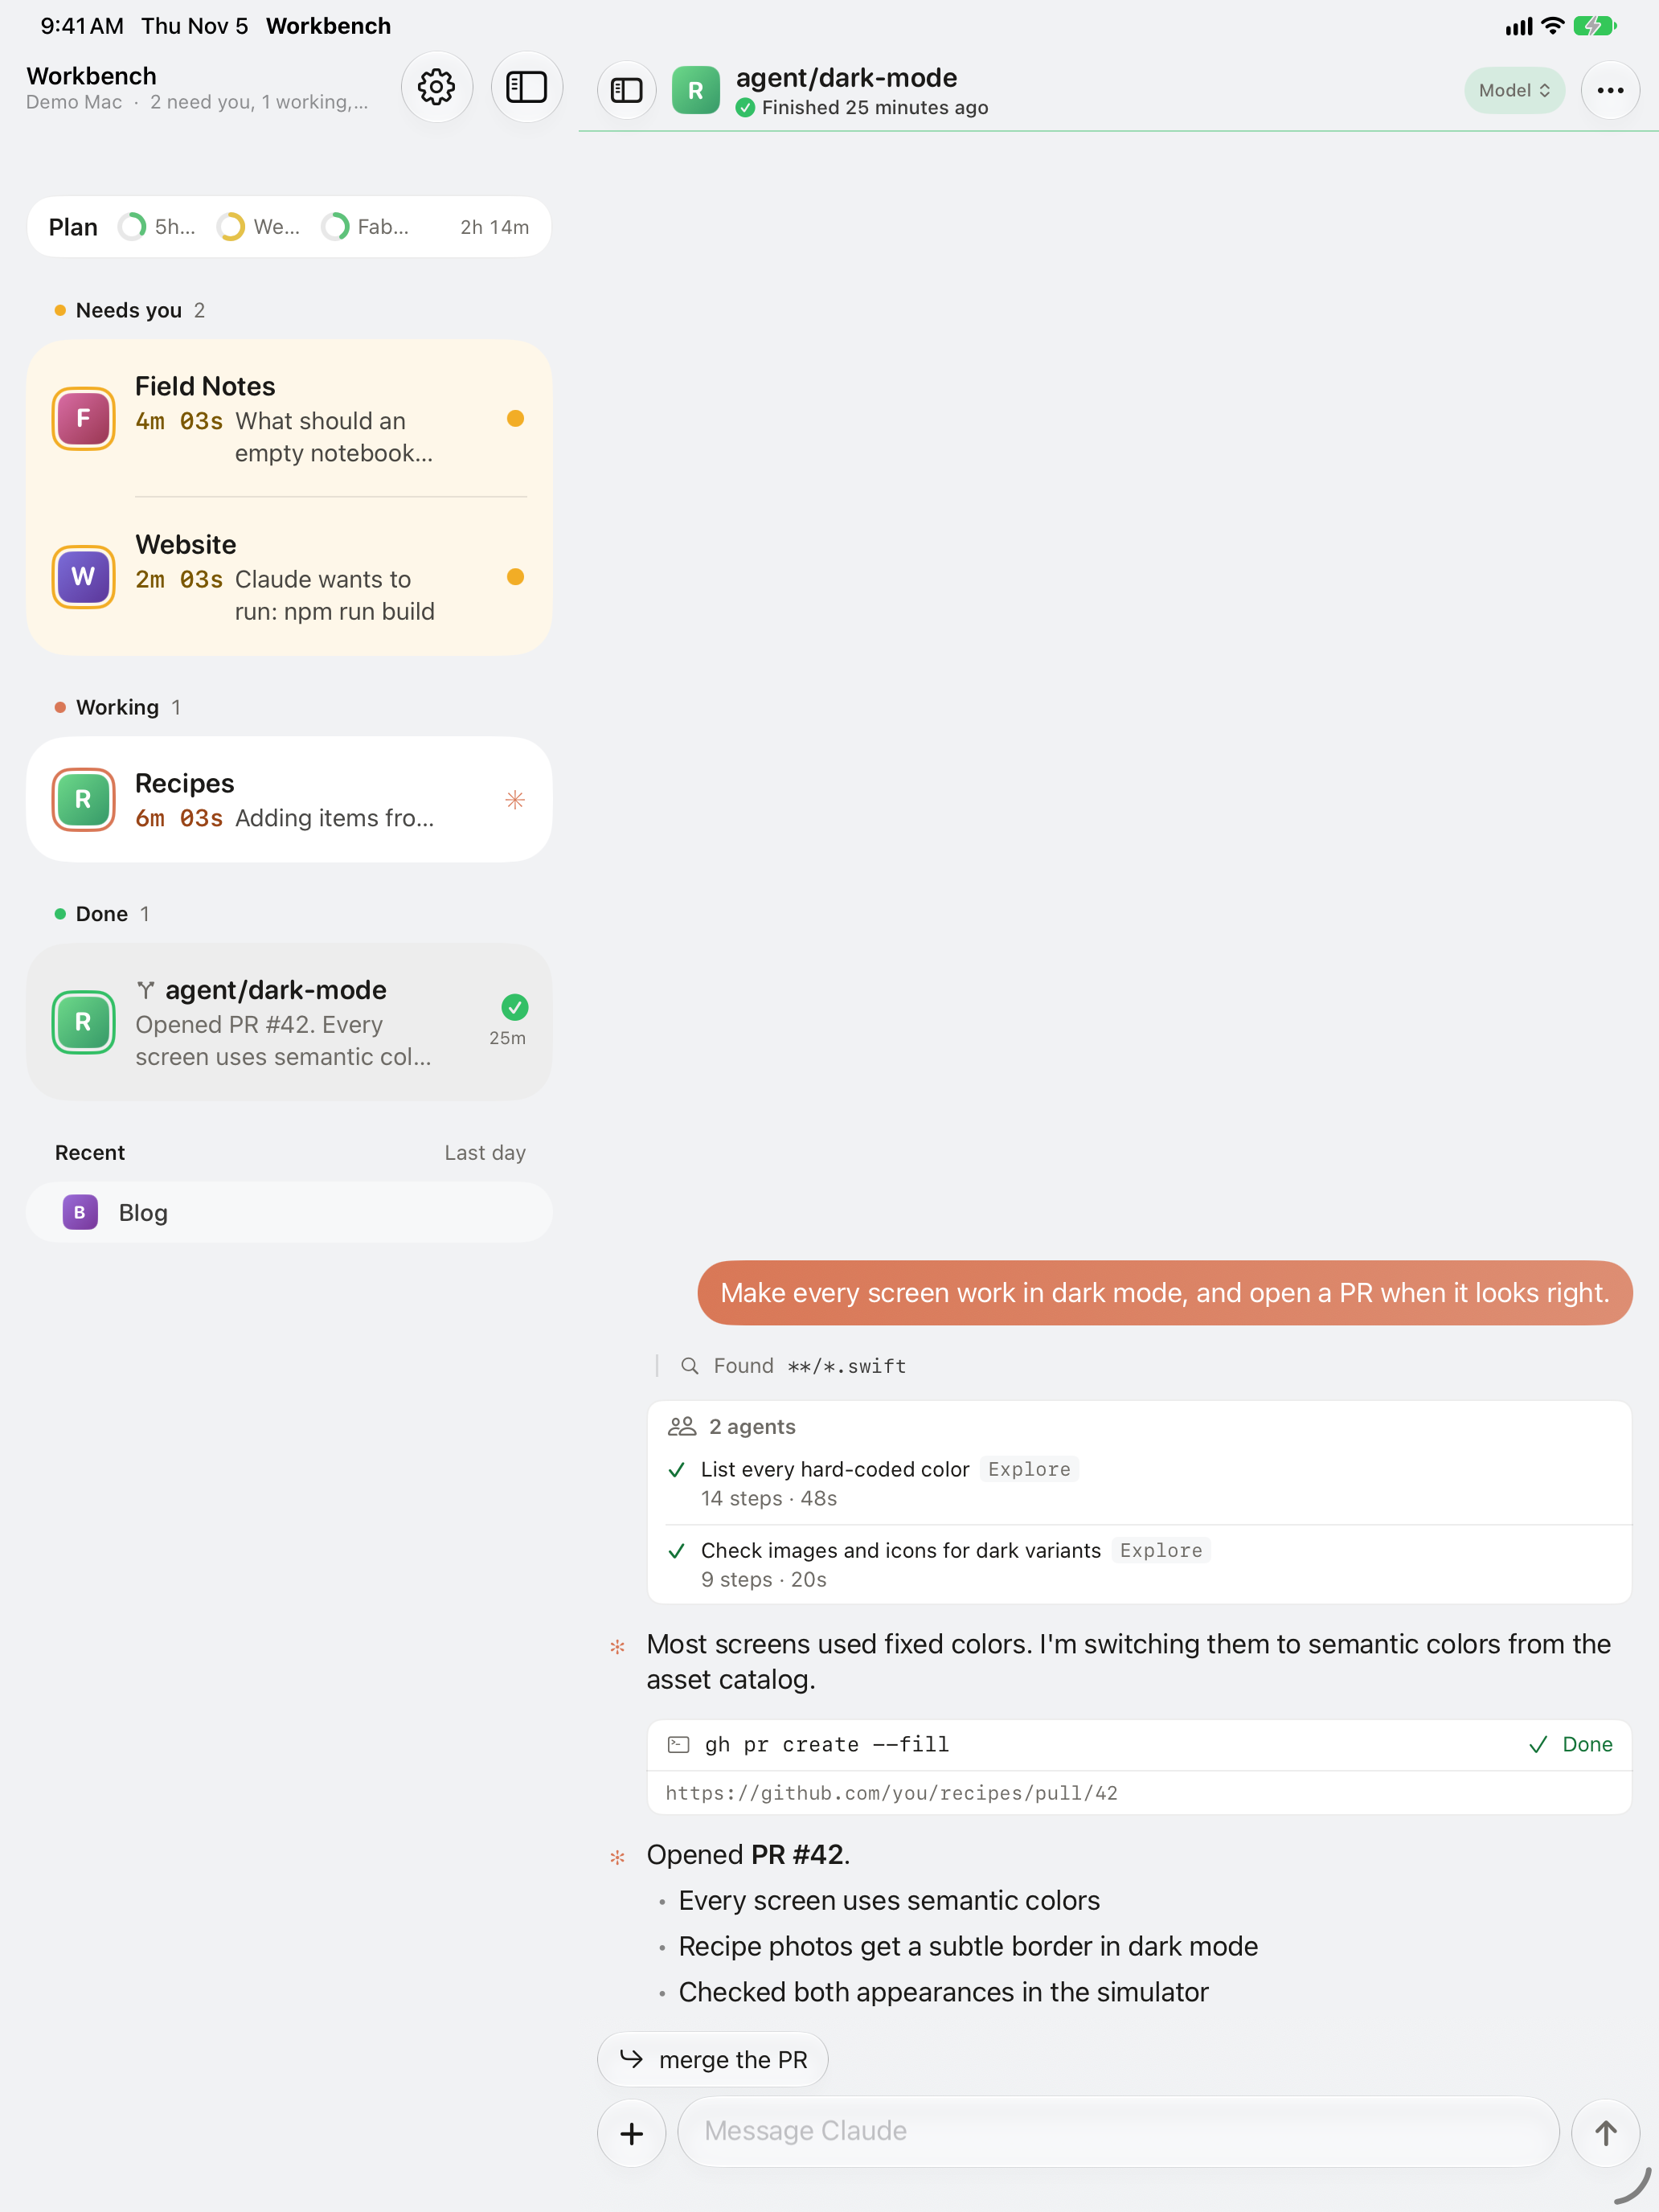 9:41 AM Thu Nov 5 Workbench
Workbench
Demo Mac · 2 need you, 1 working,...
Plan 5h... We... Fab... 2h 14m
Needs you 2
F
Field Notes
4m 03s What should an
empty notebook...
W
Website
2m 03s Claude wants to
run: npm run build
Working 1
R
Recipes
6m 03s Adding items fro...
Done 1
R
agent/dark-mode
Opened PR #42. Every
screen uses semantic col...
25m
Recent Last day
B Blog
R
agent/dark-mode
Finished 25 minutes ago
Model
Make every screen work in dark mode, and open a PR when it looks right.
Found **/*.swift
2 agents
List every hard-coded color Explore
14 steps · 48s
Check images and icons for dark variants Explore
9 steps · 20s
Most screens used fixed colors. I'm switching them to semantic colors from the
asset catalog.
gh pr create --fill Done
https://github.com/you/recipes/pull/42
Opened PR #42.
• Every screen uses semantic colors
• Recipe photos get a subtle border in dark mode
• Checked both appearances in the simulator
merge the PR
Message Claude